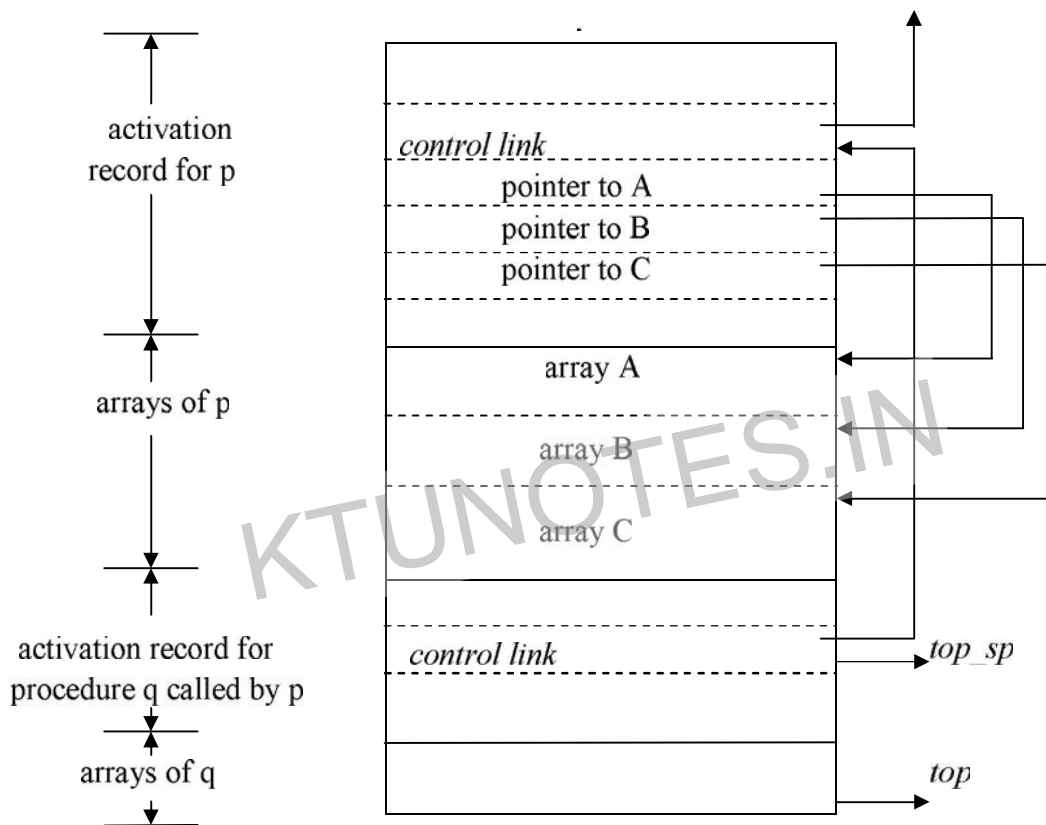 activation
record for p
control link
pointer to A
pointer to B
pointer to C
array A
arrays of p
array B
array C
KTUNOTES.IN
activation record for
procedure q called by p
control link
top_sp
arrays of q
top